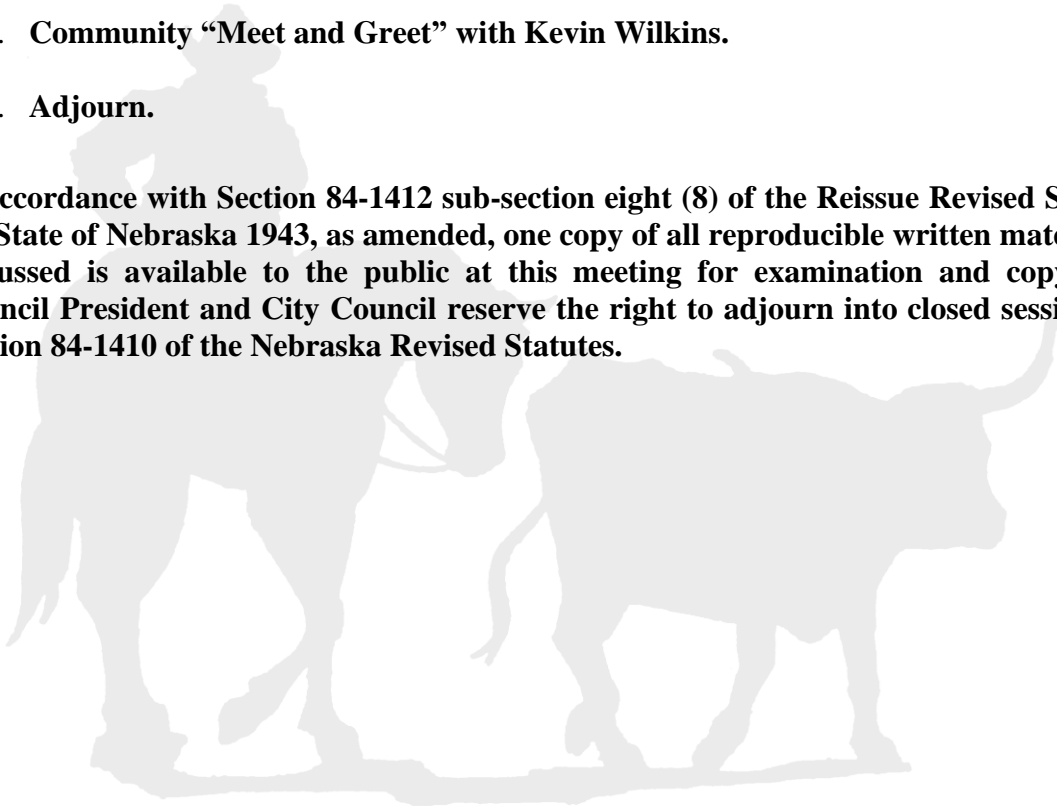 . Community “Meet and Greet” with Kevin Wilkins.
. Adjourn.
ccordance with Section 84-1412 sub-section eight (8) of the Reissue Revised S
State of Nebraska 1943, as amended, one copy of all reproducible written mate
ussed is available to the public at this meeting for examination and copy
ncil President and City Council reserve the right to adjourn into closed sessi
ion 84-1410 of the Nebraska Revised Statutes.